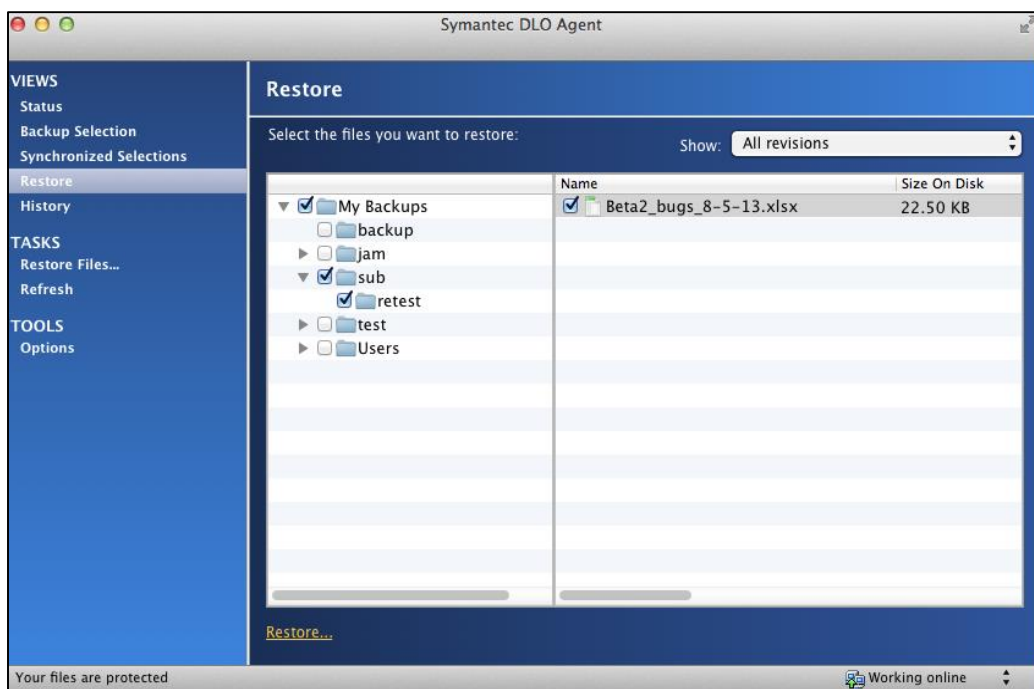 Symantec DLO Agent
VIEWS
Status
Backup Selection
Synchronized Selections
Restore
History
TASKS
Restore Files...
Refresh
TOOLS
Options
Restore
Select the files you want to restore:
Show: All revisions
My Backups
backup
jam
sub
retest
test
Users
Name Size On Disk
Beta2_bugs_8-5-13.xlsx 22.50 KB
Restore...
Your files are protected Working online